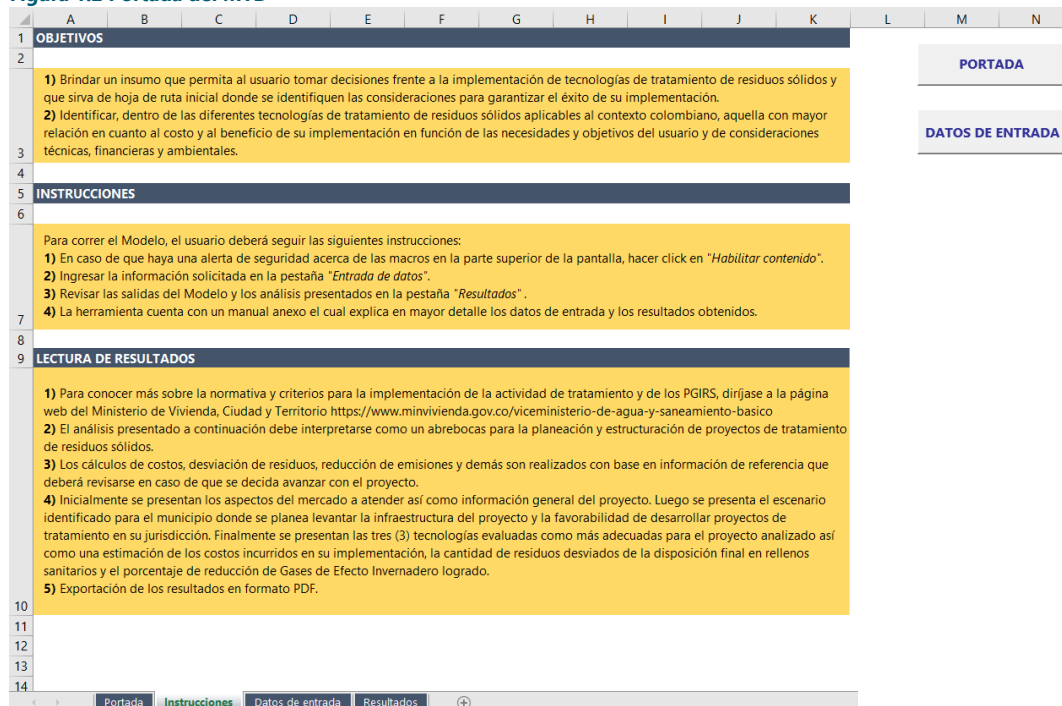 A B C D E F G H I J K L M N
1 OBJETIVOS
2
PORTADA
1) Brindar un insumo que permita al usuario tomar decisiones frente a la implementación de tecnologías de tratamiento de residuos sólidos y
que sirva de hoja de ruta inicial donde se identifiquen las consideraciones para garantizar el éxito de su implementación.
2) Identificar, dentro de las diferentes tecnologías de tratamiento de residuos sólidos aplicables al contexto colombiano, aquella con mayor
relación en cuanto al costo y al beneficio de su implementación en función de las necesidades y objetivos del usuario y de consideraciones
DATOS DE ENTRADA
3 técnicas, financieras y ambientales.
4
5 INSTRUCCIONES
6
Para correr el Modelo, el usuario deberá seguir las siguientes instrucciones:
1) En caso de que haya una alerta de seguridad acerca de las macros en la parte superior de la pantalla, hacer click en "Habilitar contenido".
2) Ingresar la información solicitada en la pestaña "Entrada de datos".
3) Revisar las salidas del Modelo y los análisis presentados en la pestaña "Resultados" .
4) La herramienta cuenta con un manual anexo el cual explica en mayor detalle los datos de entrada y los resultados obtenidos.
7
8
9 LECTURA DE RESULTADOS
1) Para conocer más sobre la normativa y criterios para la implementación de la actividad de tratamiento y de los PGIRS, diríjase a la página
web del Ministerio de Vivienda, Ciudad y Territorio https://www.minvivienda.gov.co/viceministerio-de-agua-y-saneamiento-basico
2) El análisis presentado a continuación debe interpretarse como un abrebocas para la planeación y estructuración de proyectos de tratamiento
de residuos sólidos.
3) Los cálculos de costos, desviación de residuos, reducción de emisiones y demás son realizados con base en información de referencia que
deberá revisarse en caso de que se decida avanzar con el proyecto.
4) Inicialmente se presentan los aspectos del mercado a atender así como información general del proyecto. Luego se presenta el escenario
identificado para el municipio donde se planea levantar la infraestructura del proyecto y la favorabilidad de desarrollar proyectos de
tratamiento en su jurisdicción. Finalmente se presentan las tres (3) tecnologías evaluadas como más adecuadas para el proyecto analizado así
como una estimación de los costos incurridos en su implementación, la cantidad de residuos desviados de la disposición final en rellenos
sanitarios y el porcentaje de reducción de Gases de Efecto Invernadero logrado.
5) Exportación de los resultados en formato PDF.
10
11
12
13
14
Portada Instrucciones Datos de entrada Resultados